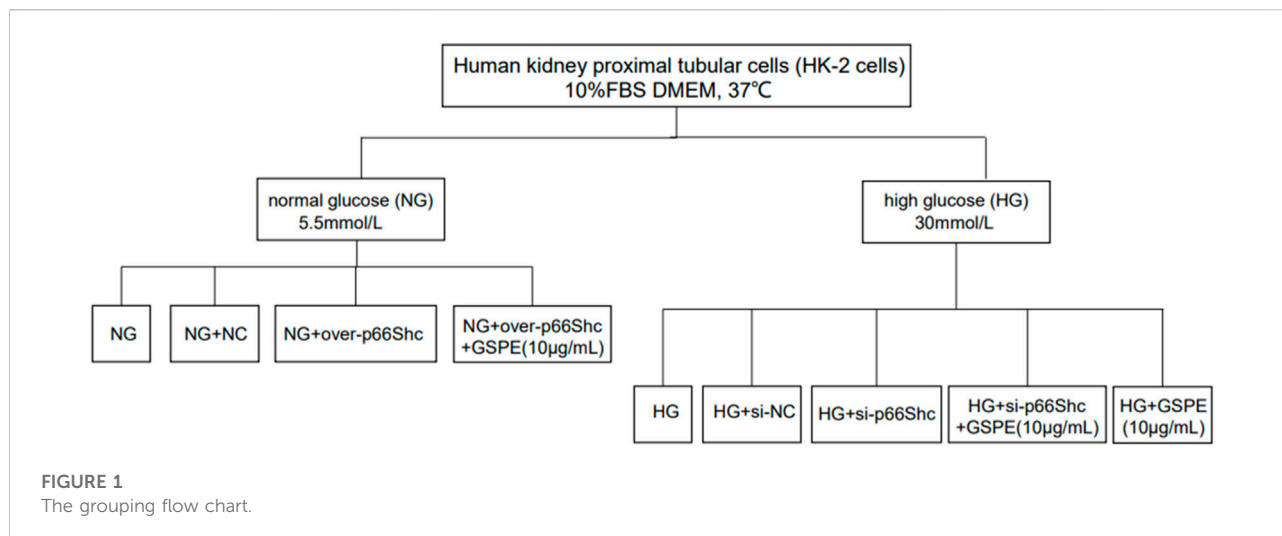 Human kidney proximal tubular cells (HK-2 cells)
10%FBS DMEM, 37℃
normal glucose (NG)
5.5mmol/L
high glucose (HG)
30mmol/L
NG
NG+NC
NG+over-p66Shc
NG+over-p66Shc
+GSPE(10μg/mL)
HG
HG+si-NC
HG+si-p66Shc
HG+si-p66Shc
+GSPE(10μg/mL)
HG+GSPE
(10μg/mL)
FIGURE 1
The grouping flow chart.